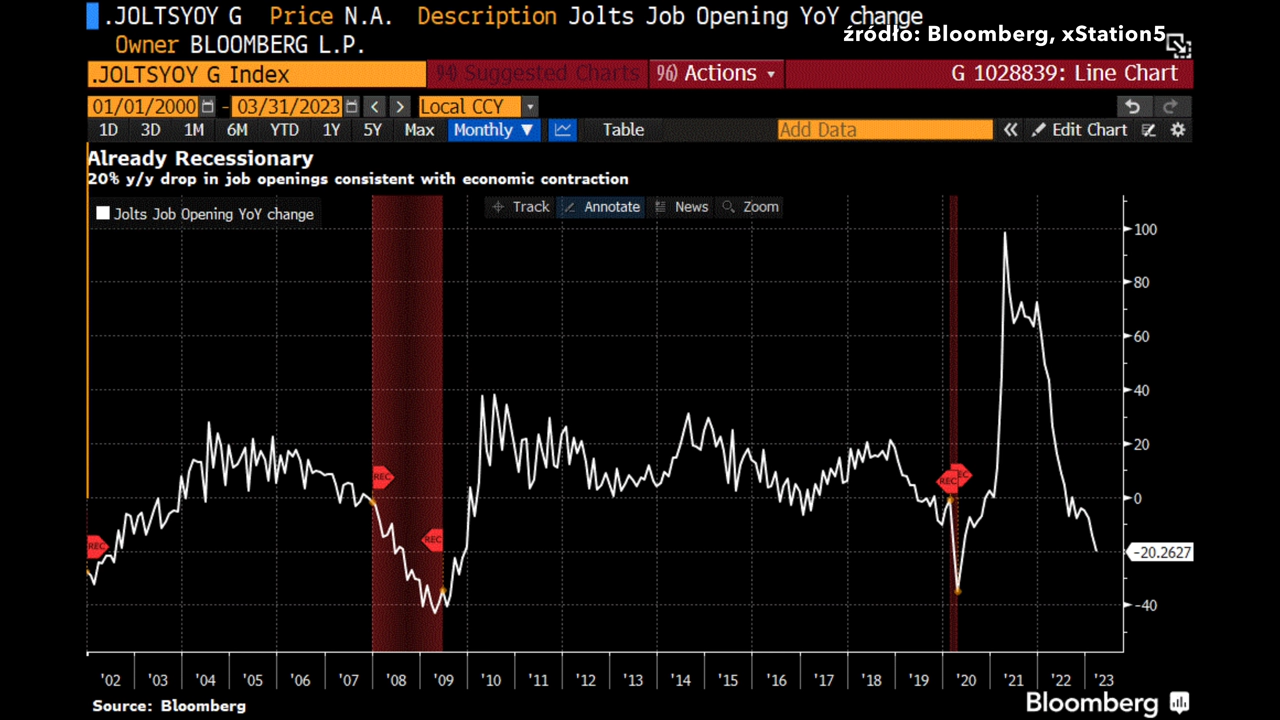 .JOLTSYOY G Price N.A. Description Jolts Job Opening YoY change
źródło: Bloomberg, xStation5
Owner BLOOMBERG L.P.
.JOLTSYOY G Index 94) Suggested Charts 96) Actions G 1028839: Line Chart
01/01/2000 - 03/31/2023 Local CCY
1D 3D 1M 6M YTD 1Y 5Y Max Monthly ▼ Table Add Data « Edit Chart
Already Recessionary
20% y/y drop in job openings consistent with economic contraction
Jolts Job Opening YoY change
Track Annotate News Zoom
100
80
60
40
20
REC
REC
REC
EC
0
REC
REC
-20.2627
-40
'02 '03 '04 '05 '06 '07 '08 '09 '10 '11 '12 '13 '14 '15 '16 '17 '18 '19 '20 '21 '22 '23
Source: Bloomberg
Bloomberg